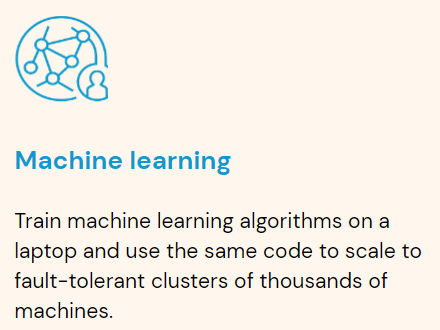 Machine learning
Train machine learning algorithms on a
laptop and use the same code to scale to
fault-tolerant clusters of thousands of
machines.